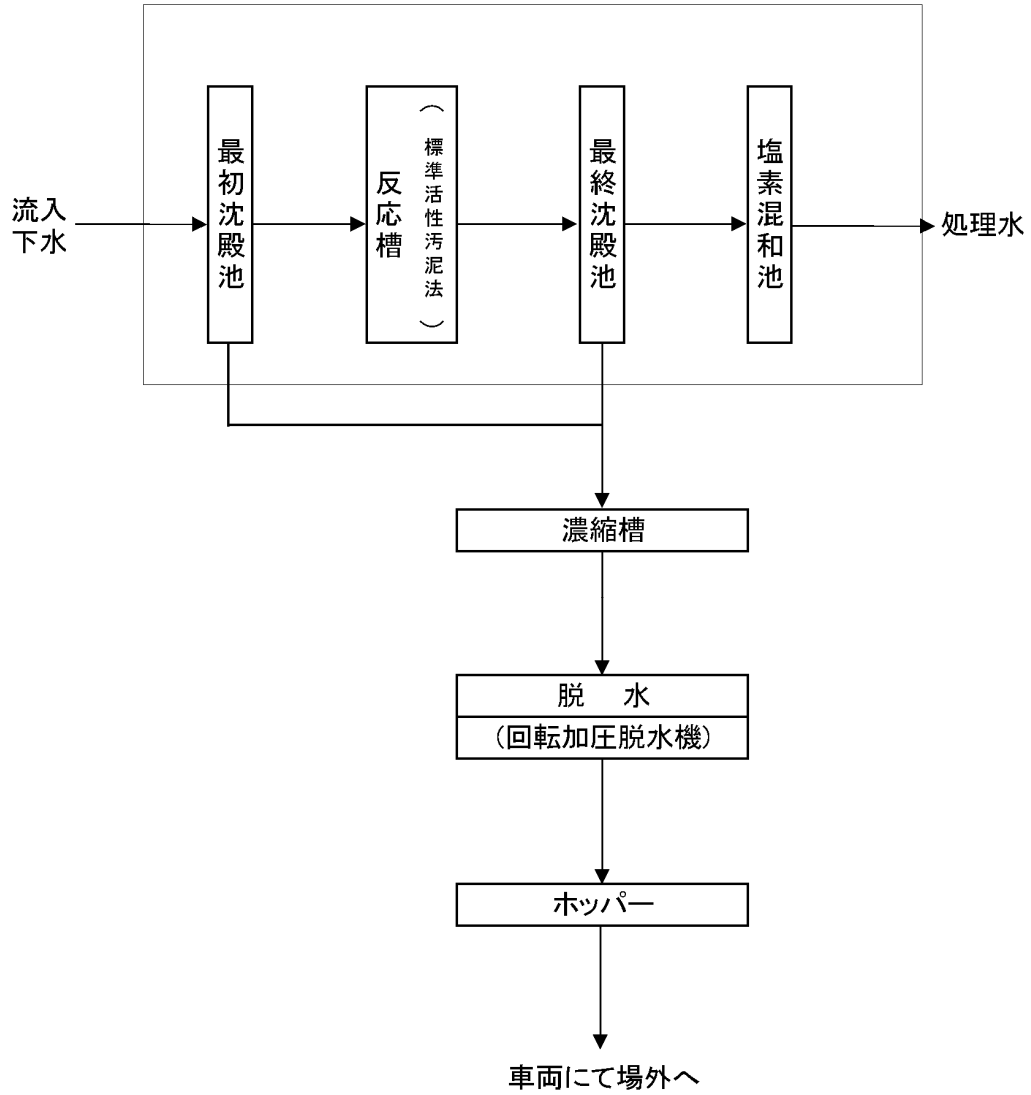 流入
下水
最初沈殿池
反応槽
（標準活性汚泥法）
最終沈殿池
塩素混和池
処理水
濃縮槽
脱　水
(回転加圧脱水機)
ホッパー
車両にて場外へ